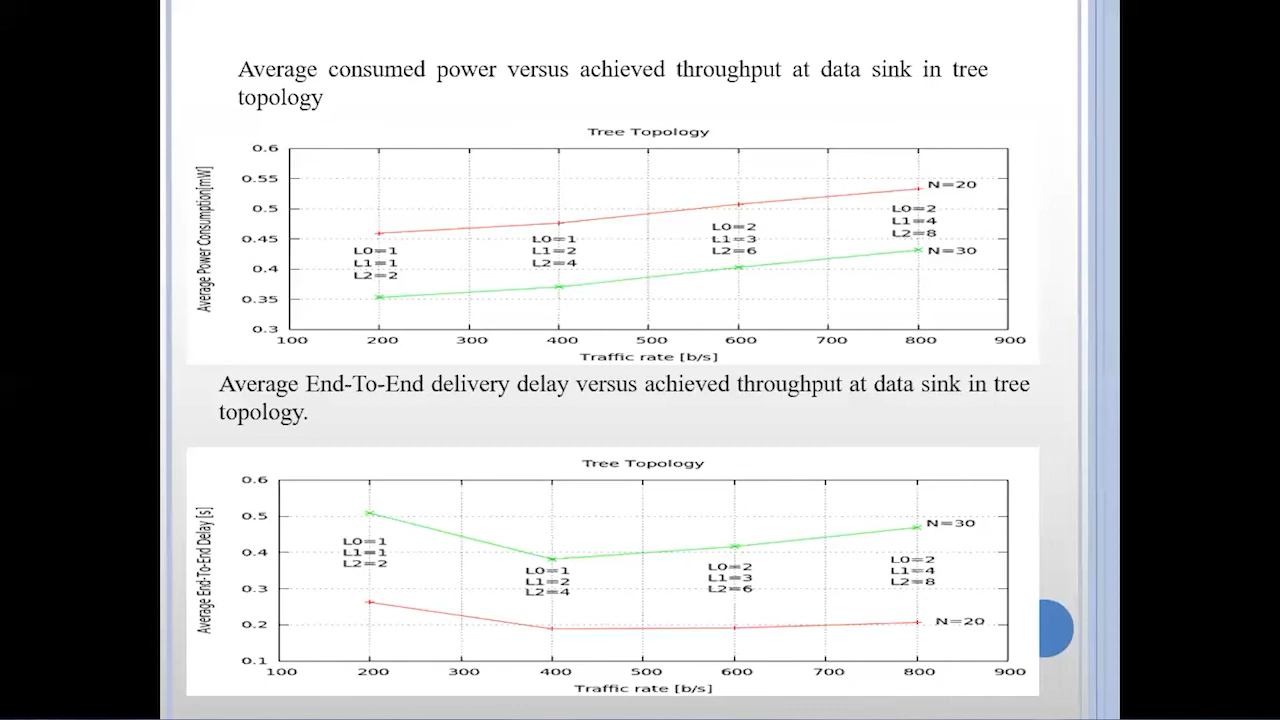 Average consumed power versus achieved throughput at data sink in tree
topology
Tree Topology
0.6
0.55
0.5
0.45
0.4
0.35
0.3
Average Power Consumption[mW]
N=20
L0=1
L1=1
L2=2
L0=1
L1=2
L2=4
L0=2
L1=3
L2=6
L0=2
L1=4
L2=8
N=30
100 200 300 400 500 600 700 800 900
Traffic rate [b/s]
Average End-To-End delivery delay versus achieved throughput at data sink in tree
topology.
Tree Topology
0.6
0.5
0.4
0.3
0.2
0.1
Average End-To-End Delay [s]
N=30
L0=1
L1=1
L2=2
L0=1
L1=2
L2=4
L0=2
L1=3
L2=6
L0=2
L1=4
L2=8
N=20
100 200 300 400 500 600 700 800 900
Traffic rate [b/s]